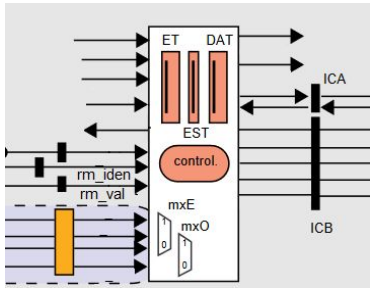 ET DAT
ICA
EST
control.
rm_iden
rm_val
mxE
1
mxO
0
1
ICB
0